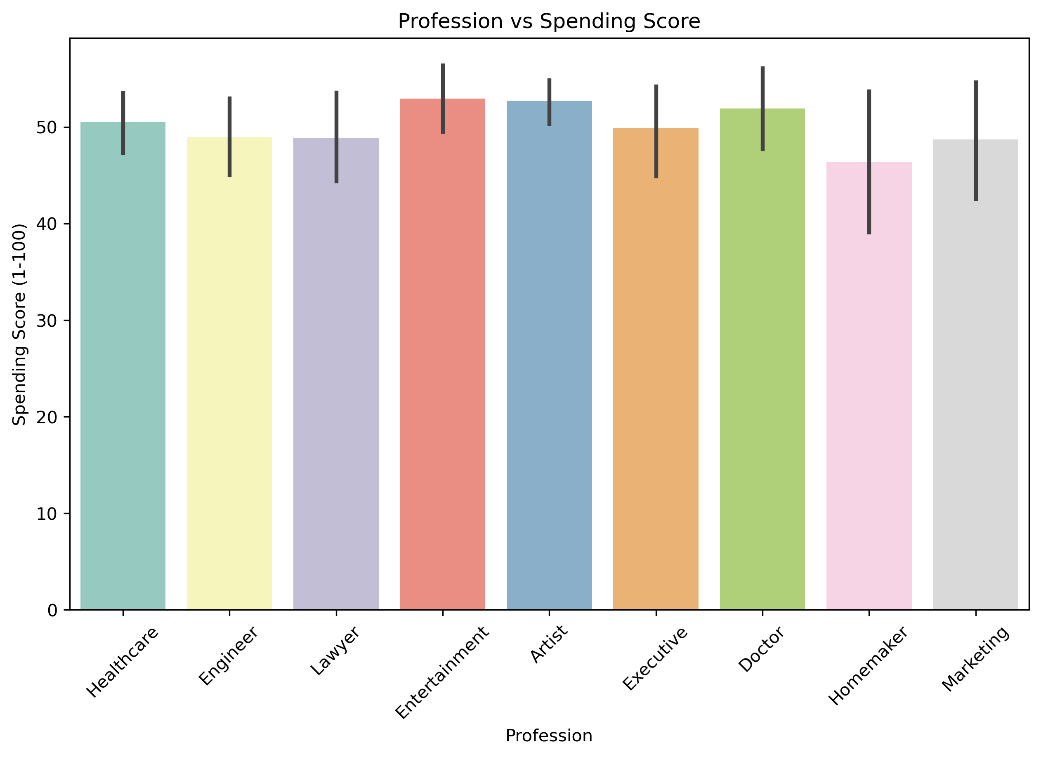 Profession vs Spending Score
Spending Score (1-100)
50
40
30
20
10
0
Healthcare
Engineer
Lawyer
Entertainment
Artist
Executive
Doctor
Homemaker
Marketing
Profession